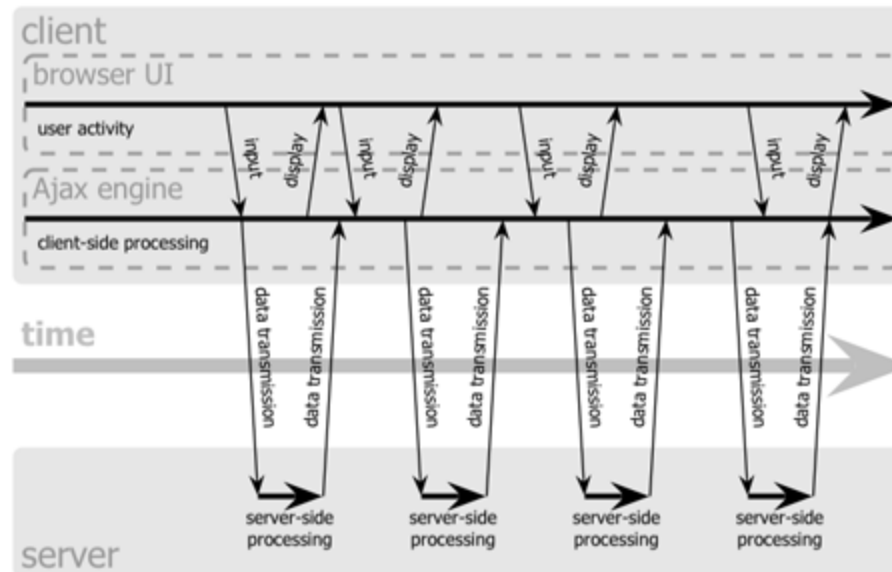 client
browser UI
user activity
input
display
input
display
input
display
input
display
Ajax engine
client-side processing
data transmission
data transmission
data transmission
data transmission
data transmission
data transmission
data transmission
data transmission
time
server-side
processing
server-side
processing
server-side
processing
server-side
processing
server